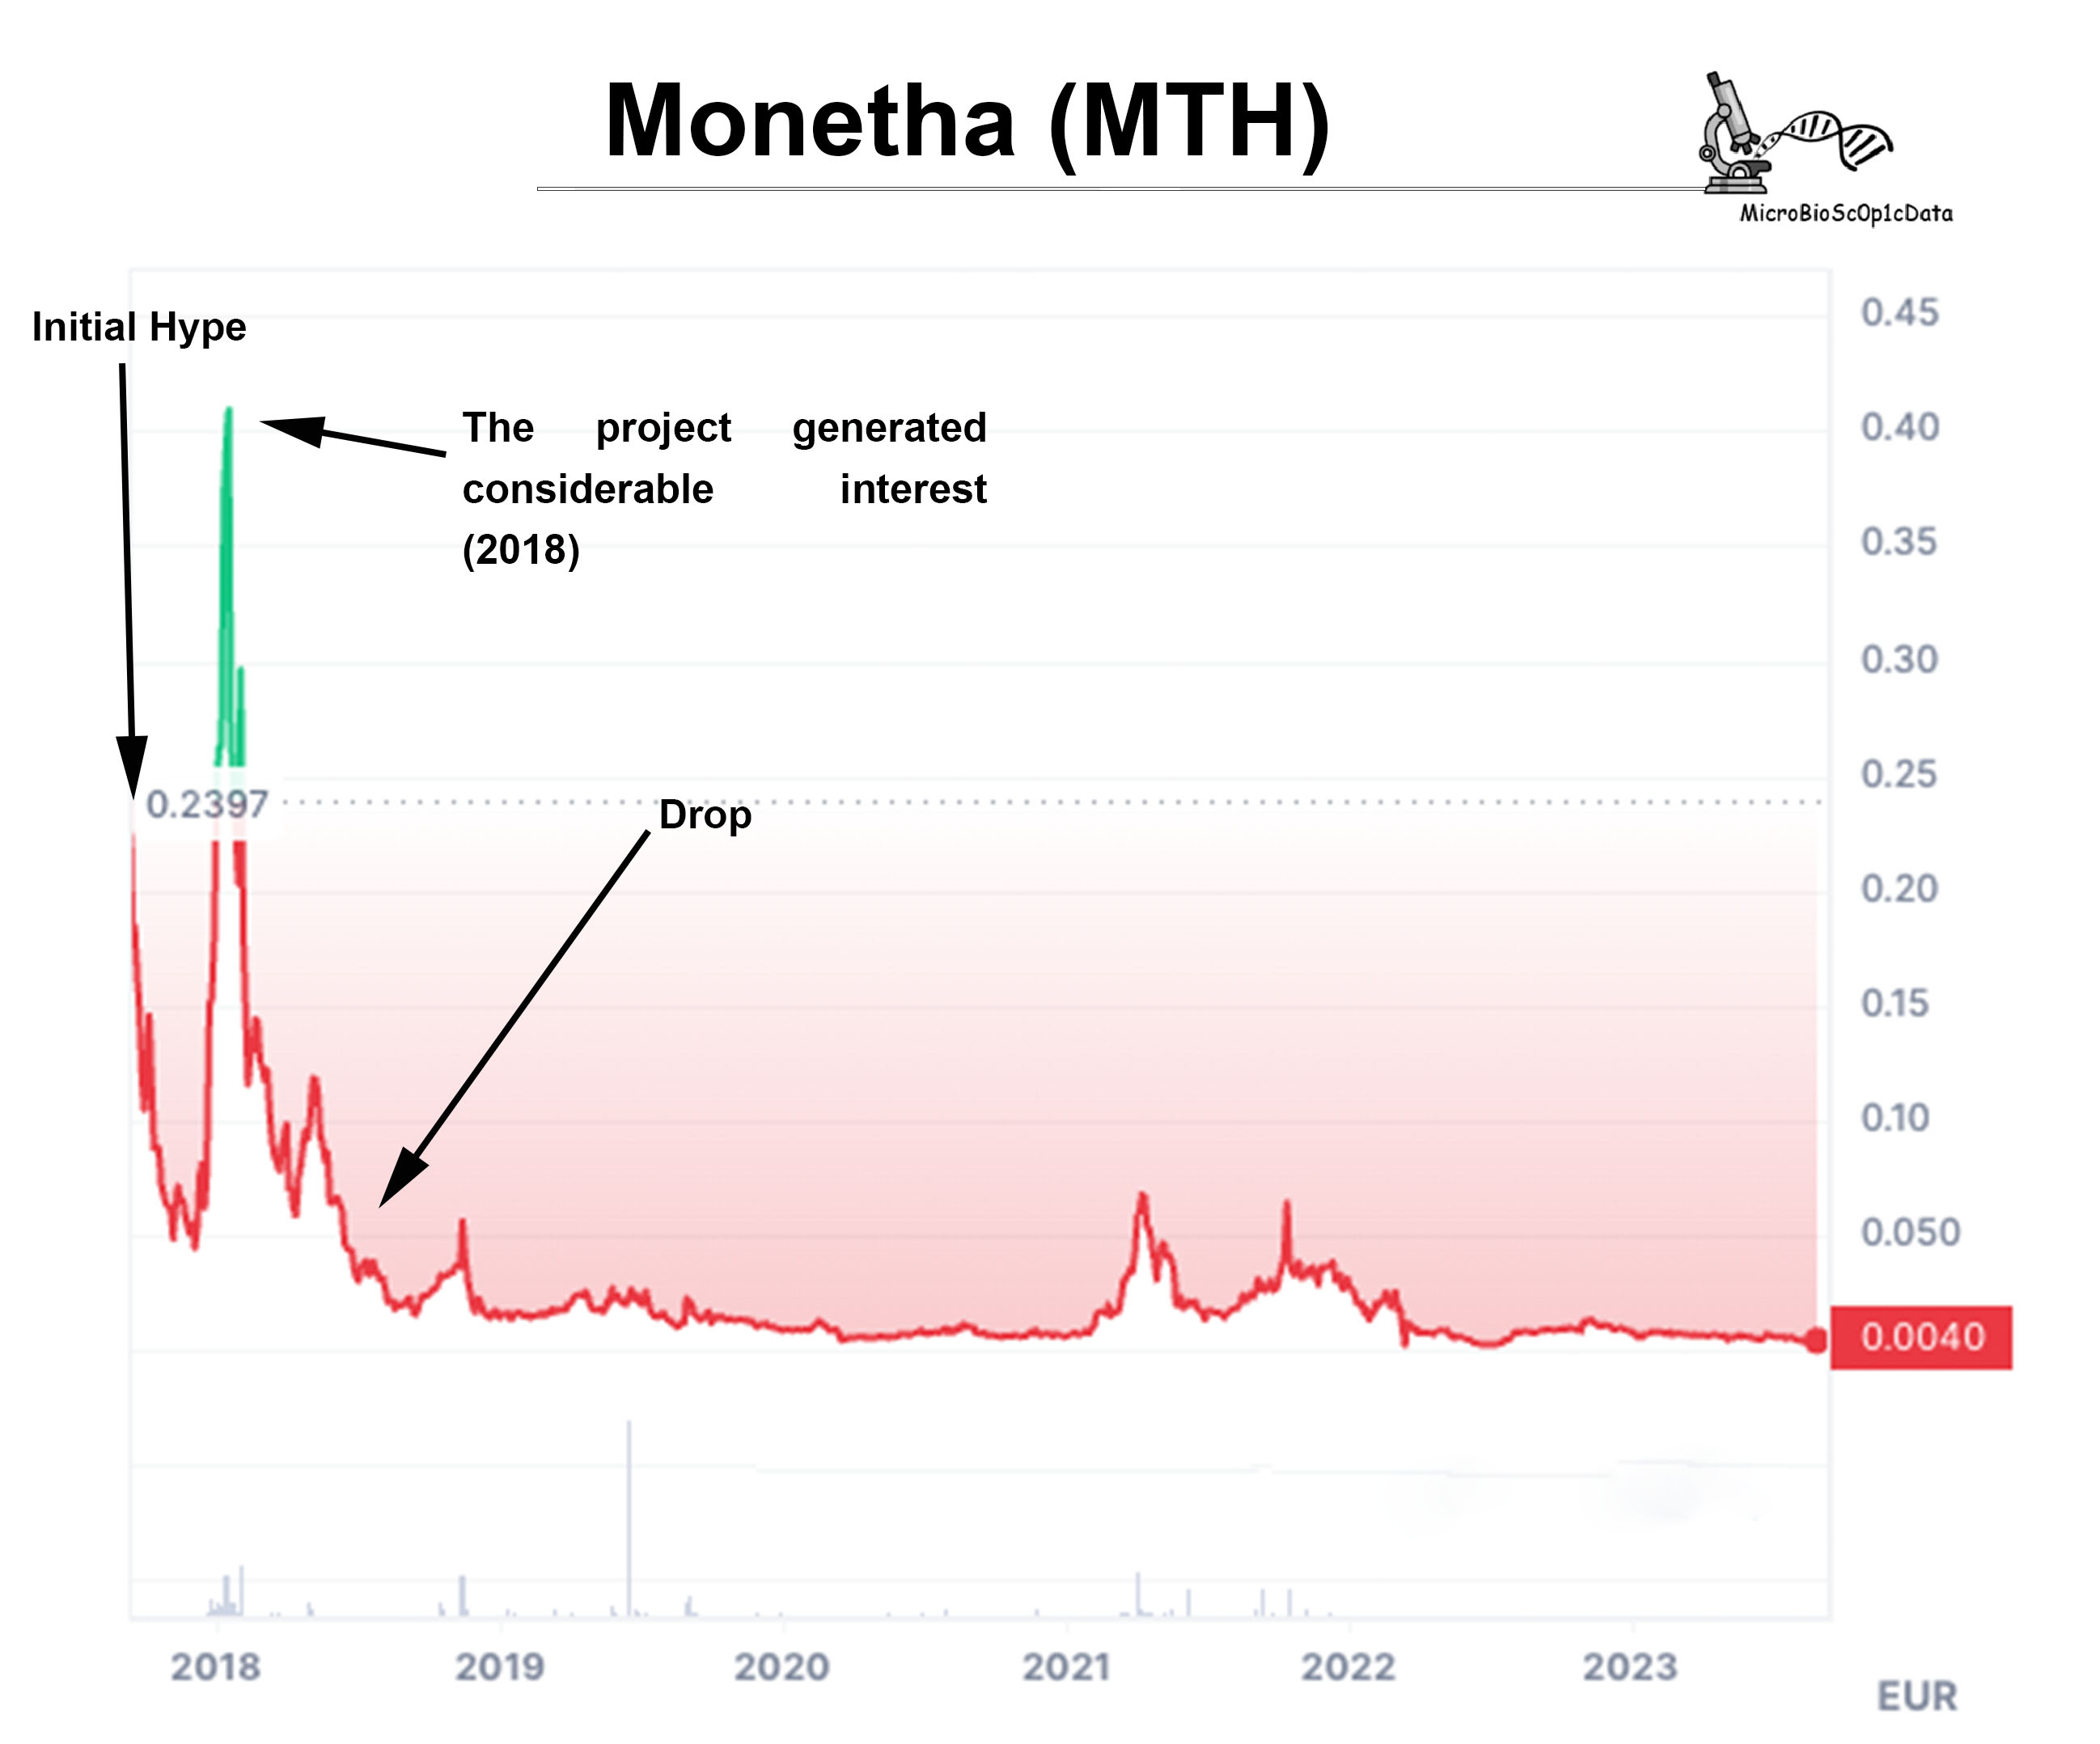 Monetha (MTH)
MicroBioScOp1cData
Initial Hype
The project generated
considerable interest
(2018)
0.2397
Drop
0.45
0.40
0.35
0.30
0.25
0.20
0.15
0.10
0.050
0.0040
2018 2019 2020 2021 2022 2023
EUR